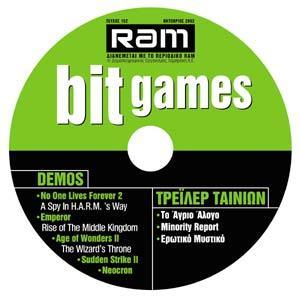 ΤΕΥΧΟΣ 152
ΟΚΤΩΒΡΙΟΣ 2002
RAM
ΔΙΑΝΕΜΕΤΑΙ ΜΕ ΤΟ ΠΕΡΙΟΔΙΚΟ RAM
bit games
DEMOS
•No One Lives Forever 2
A Spy In H.A.R.M. 's Way
•Emperor
Rise of The Middle Kingdom
•Age of Wonders II
The Wizard's Throne
•Sudden Strike II
•Neocron
ΤΡΕΪΛΕΡ ΤΑΙΝΙΩΝ
•Το Άγριο Άλογο
•Minority Report
•Ερωτικό Μυστικό